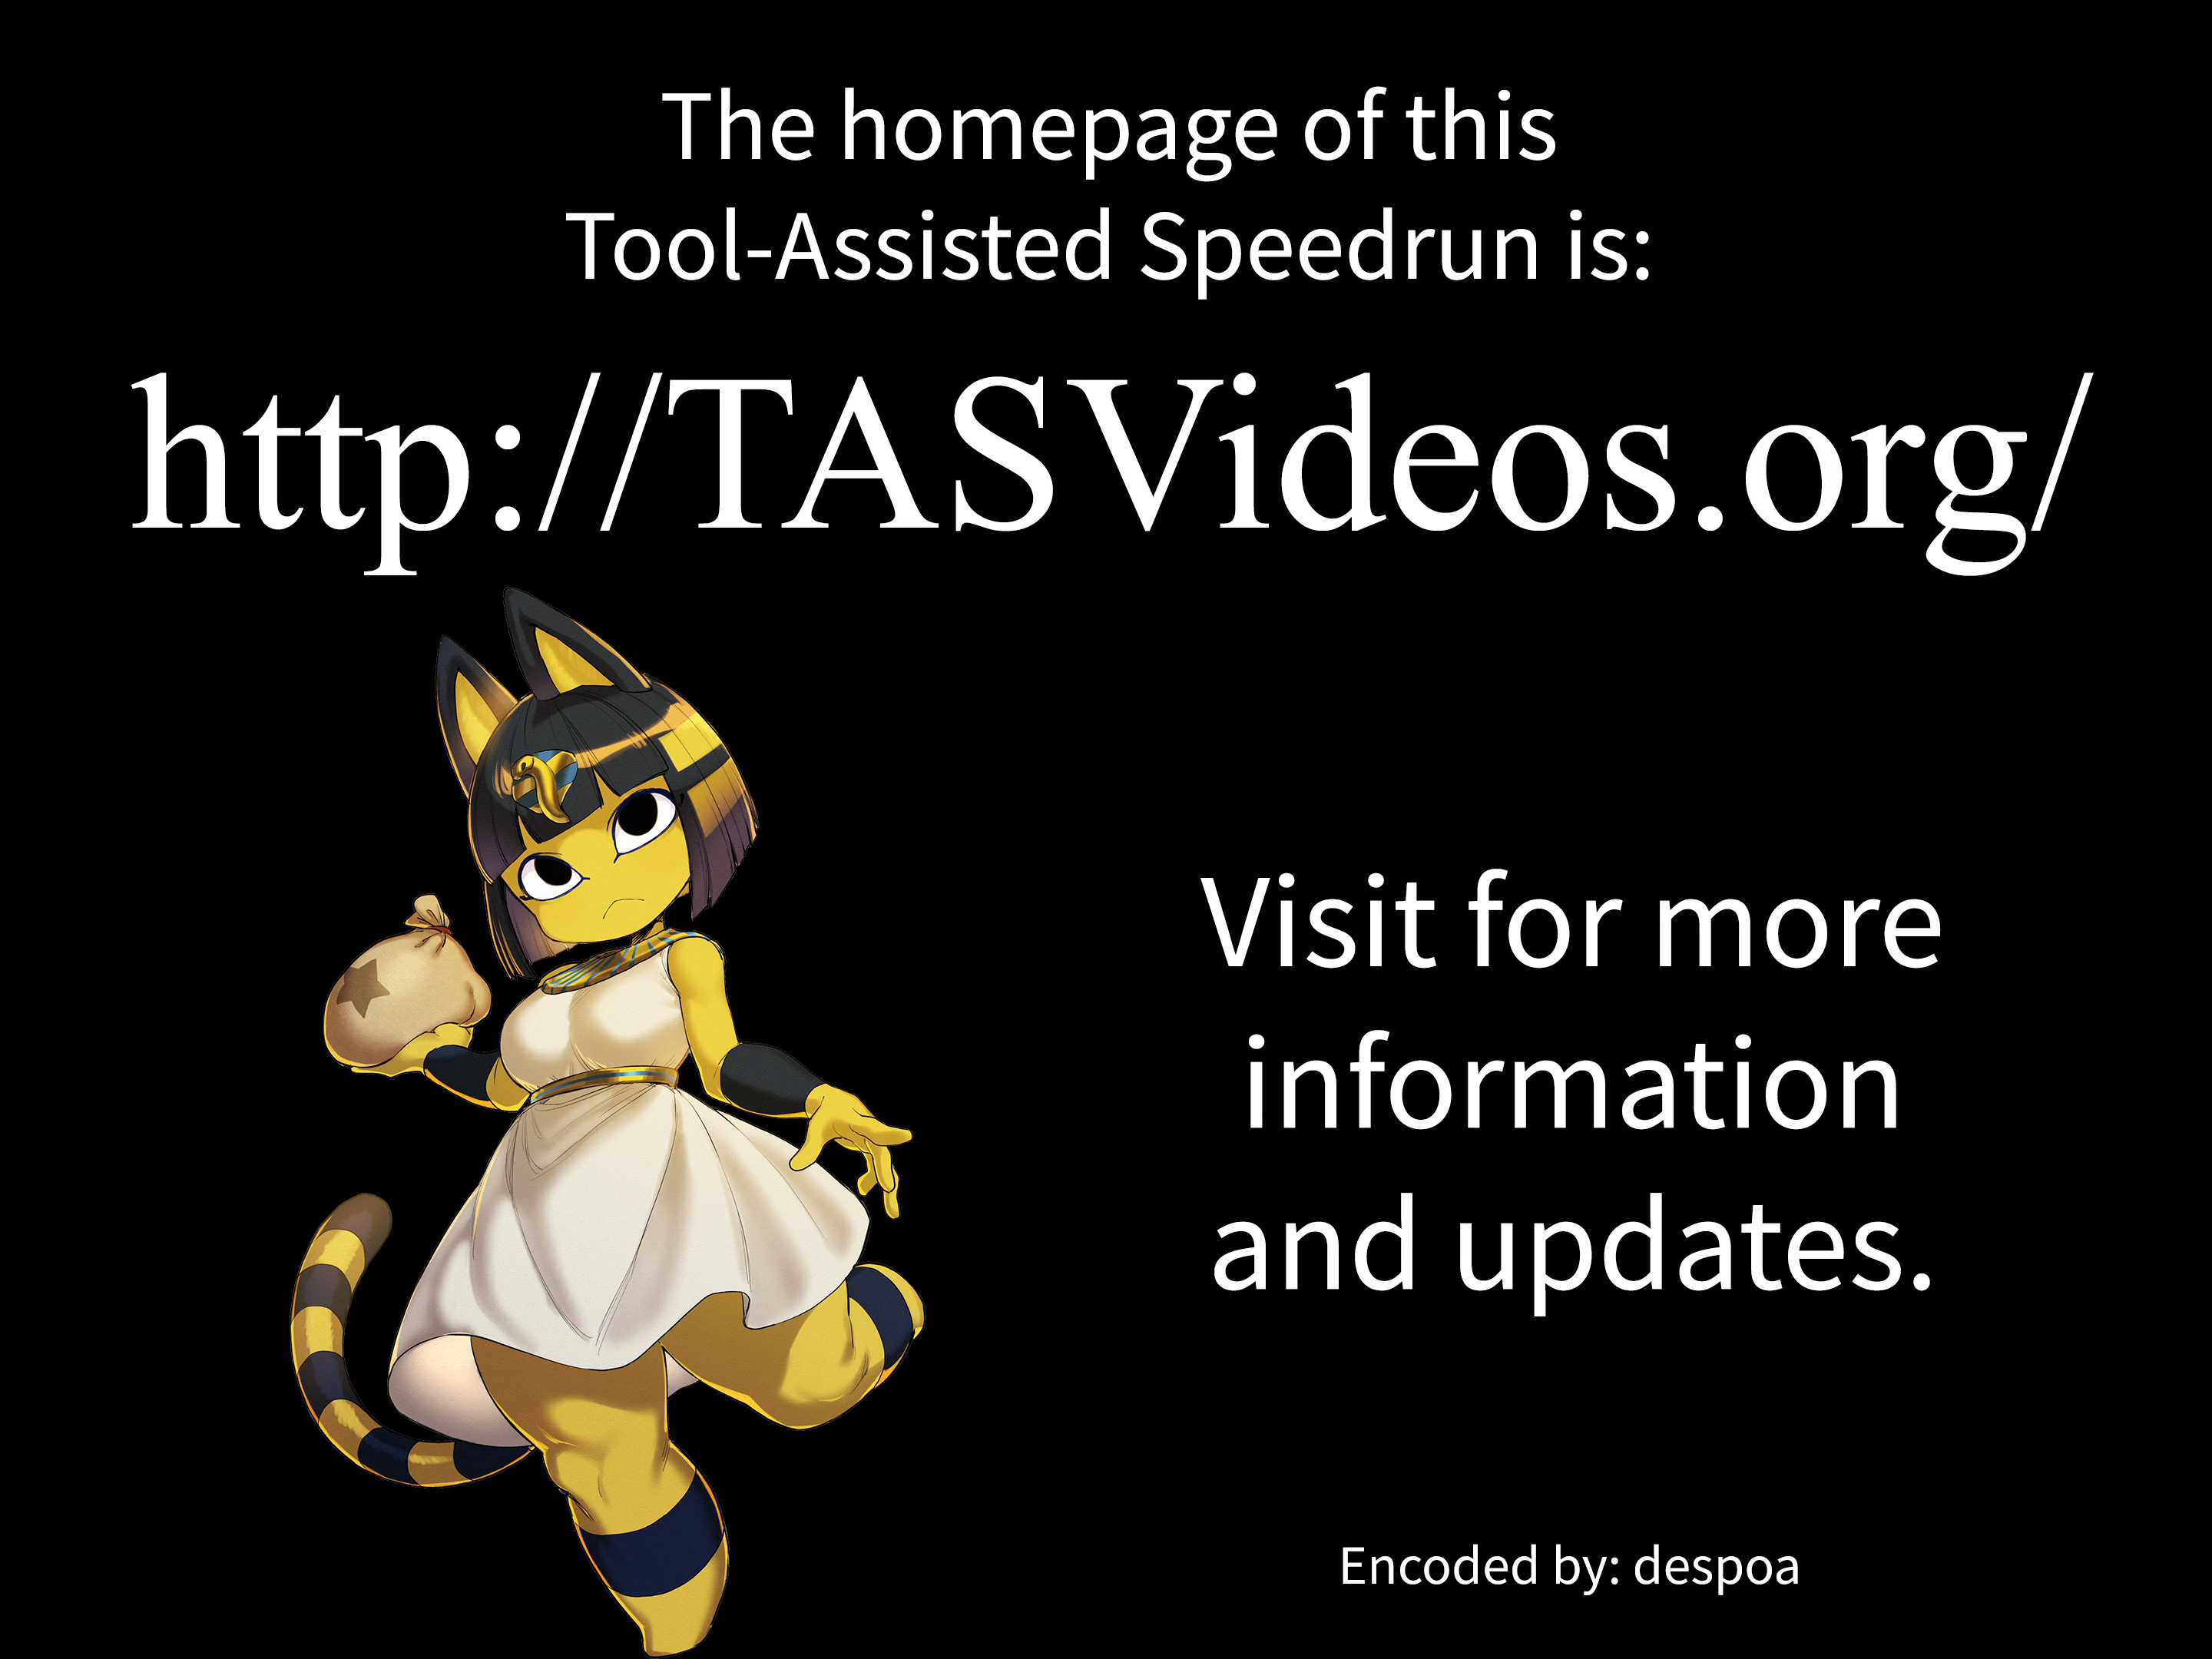 The homepage of this
Tool-Assisted Speedrun is:
http://TASVideos.org/
Visit for more
information
and updates.
Encoded by: despoa